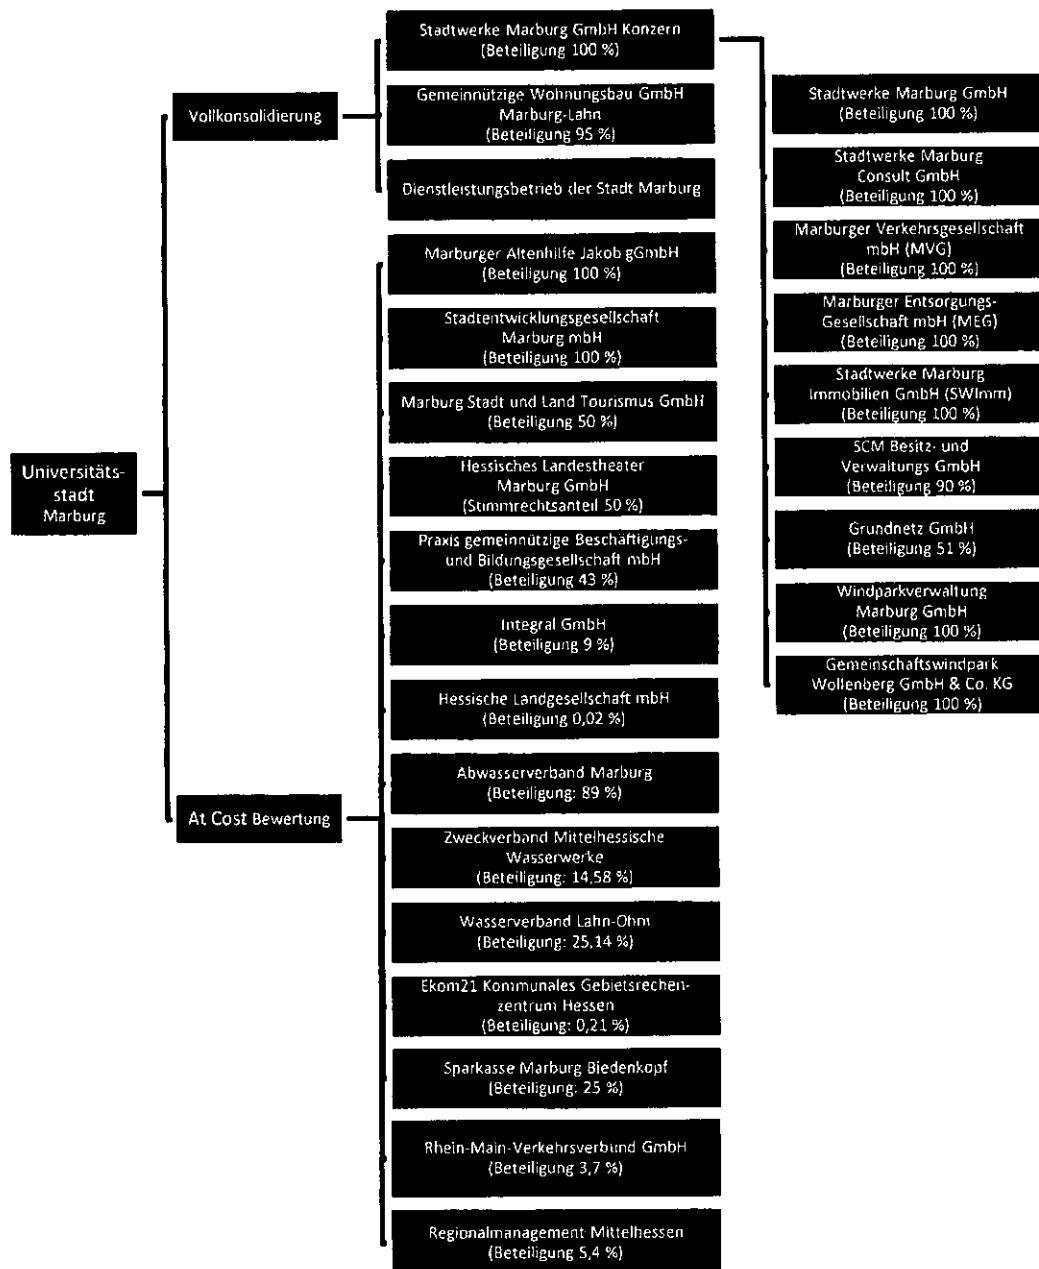 Universitäts-
stadt
Marburg
Vollkonsolidierung
Stadtwerke Marburg GmbH Konzern
(Beteiligung 100 %)
Gemeinnützige Wohnungsbau GmbH
Marburg-Lahn
(Beteiligung 95 %)
Dienstleistungsbetrieb der Stadt Marburg
Stadtwerke Marburg GmbH
(Beteiligung 100 %)
Stadtwerke Marburg
Consult GmbH
(Beteiligung 100 %)
Marburger Verkehrsgesellschaft
mbH (MVG)
(Beteiligung 100 %)
Marburger Entsorgungs-
Gesellschaft mbH (MEG)
(Beteiligung 100 %)
Stadtwerke Marburg
Immobilien GmbH (SWImm)
(Beteiligung 100 %)
SCM Besitz- und
Verwaltungs GmbH
(Beteiligung 90 %)
Grundnetz GmbH
(Beteiligung 51 %)
Windparkverwaltung
Marburg GmbH
(Beteiligung 100 %)
Gemeinschaftswindpark
Wollenberg GmbH & Co. KG
(Beteiligung 100 %)
At Cost Bewertung
Marburger Altenhilfe Jakob gGmbH
(Beteiligung 100 %)
Stadtentwicklungsgesellschaft
Marburg mbH
(Beteiligung 100 %)
Marburg Stadt und Land Tourismus GmbH
(Beteiligung 50 %)
Hessisches Landestheater
Marburg GmbH
(Stimmrechtsanteil 50 %)
Praxis gemeinnützige Beschäftigungs-
und Bildungsgesellschaft mbH
(Beteiligung 43 %)
Integral GmbH
(Beteiligung 9 %)
Hessische Landgesellschaft mbH
(Beteiligung 0,02 %)
Abwasserverband Marburg
(Beteiligung: 89 %)
Zweckverband Mittelhessische
Wasserwerke
(Beteiligung: 14,58 %)
Wasserverband Lahn-Ohm
(Beteiligung: 25,14 %)
Ekom21 Kommunales Gebietsrechen-
zentrum Hessen
(Beteiligung: 0,21 %)
Sparkasse Marburg Biedenkopf
(Beteiligung: 25 %)
Rhein-Main-Verkehrsverbund GmbH
(Beteiligung 3,7 %)
Regionalmanagement Mittelhessen
(Beteiligung 5,4 %)